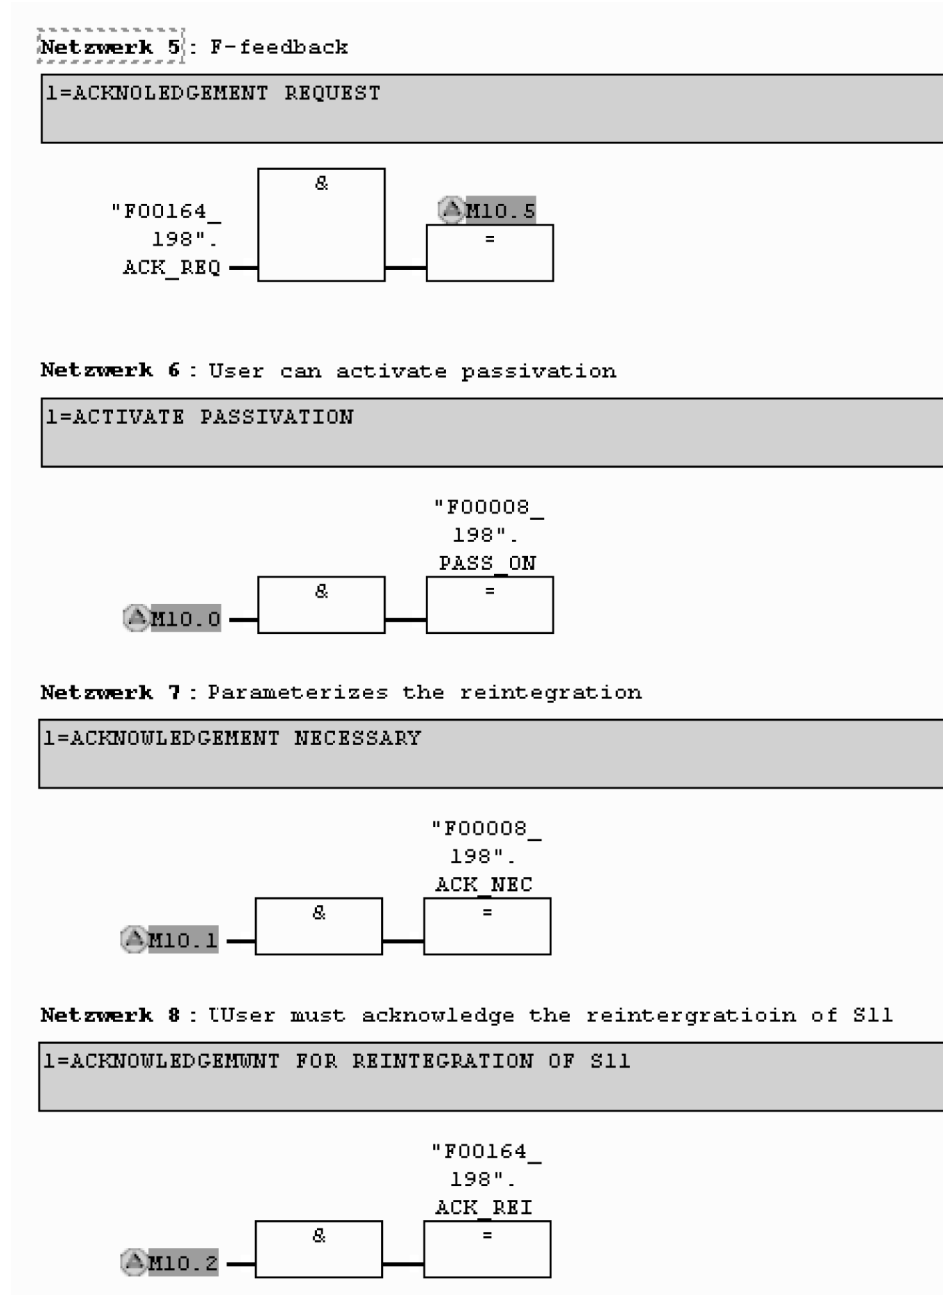 Netzwerk 5: F-feedback
1=ACKNOLEDGEMENT REQUEST
&
"F00164_
198".
ACK_REQ
M10.5
=
Netzwerk 6: User can activate passivation
1=ACTIVATE PASSIVATION
"F00008_
198".
PASS_ON
&
=
M10.0
Netzwerk 7: Parameterizes the reintegration
1=ACKNOWLEDGEMENT NECESSARY
"F00008_
198".
ACK_NEC
&
=
M10.1
Netzwerk 8: UUser must acknowledge the reintergratioin of S11
1=ACKNOWLEDGEMWNT FOR REINTEGRATION OF S11
"F00164_
198".
ACK_REI
&
=
M10.2